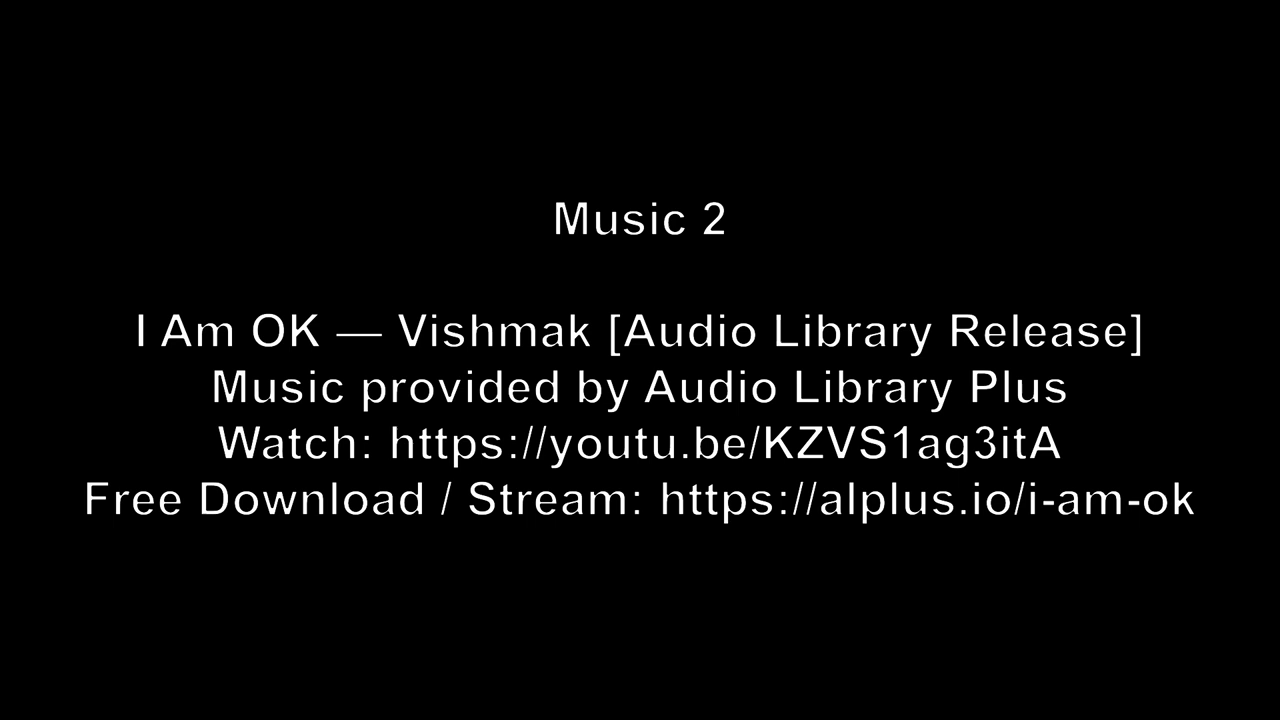 Music 2
I Am OK — Vishmak [Audio Library Release]
Music provided by Audio Library Plus
Watch: https://youtu.be/KZVS1ag3itA
Free Download / Stream: https://alplus.io/i-am-ok